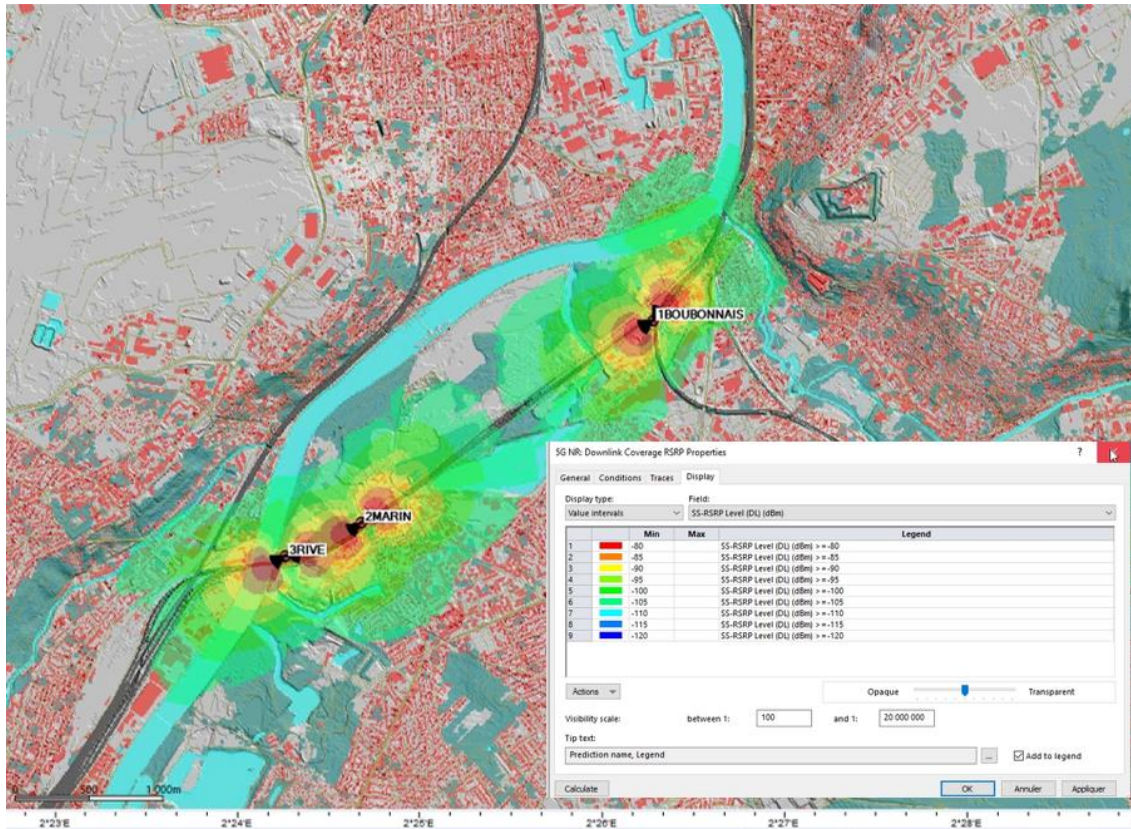 1BOUBONNAIS
2MARIN
3RIVE
5G NR: Downlink Coverage RSRP Properties ?
General Conditions Traces Display
Display type: Field:
Value intervals SS-RSRP Level (DL) (dBm)
Min Max Legend
1 -80 SS-RSRP Level (DL) (dBm) >=-80
2 -85 SS-RSRP Level (DL) (dBm) >=-85
3 -90 SS-RSRP Level (DL) (dBm) >=-90
4 -95 SS-RSRP Level (DL) (dBm) >=-95
5 -100 SS-RSRP Level (DL) (dBm) >=-100
6 -105 SS-RSRP Level (DL) (dBm) >=-105
7 -110 SS-RSRP Level (DL) (dBm) >=-110
8 -115 SS-RSRP Level (DL) (dBm) >=-115
9 -120 SS-RSRP Level (DL) (dBm) >=-120
Actions Opaque Transparent
Visibility scale: between 1: 100 and 1: 20 000 000
Tip text:
Prediction name, Legend ... Add to legend
Calculate OK Annuler Appliquer
0 500 1 000m
2°23'E 2°24'E 2°25'E 2°26'E 2°27'E 2°28'E